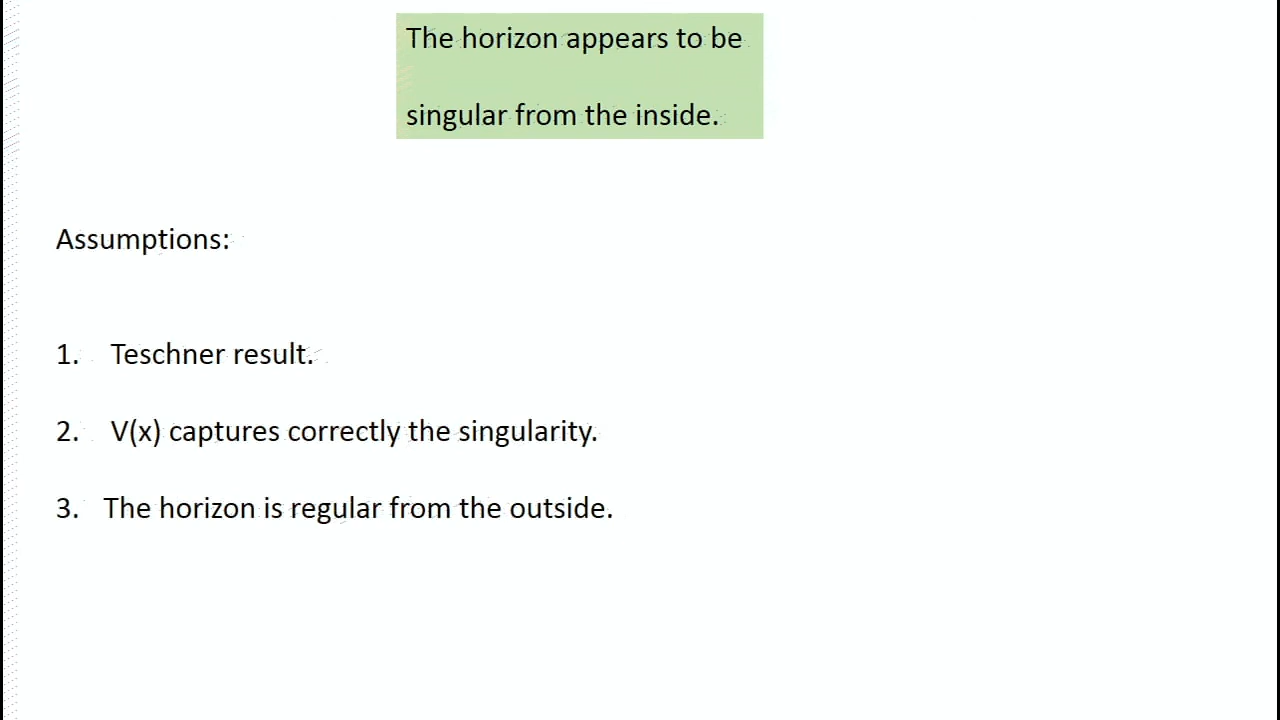 The horizon appears to be
singular from the inside.
Assumptions:
1. Teschner result.
2. V(x) captures correctly the singularity.
3. The horizon is regular from the outside.